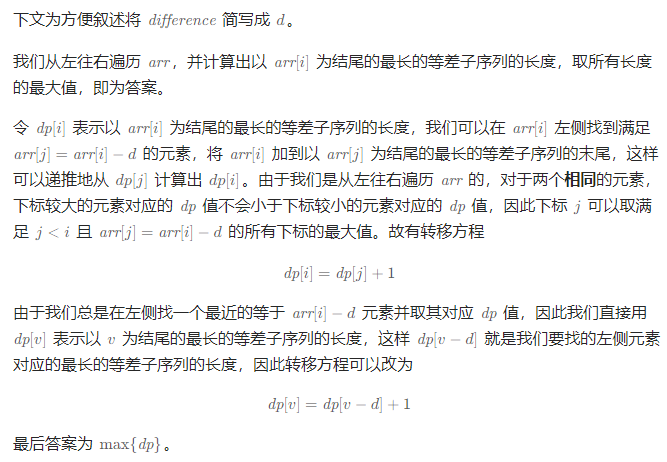 下文为方便叙述将 difference 简写成 d。
我们从左往右遍历 arr，并计算出以 arr[i] 为结尾的最长的等差子序列的长度，取所有长度
的最大值，即为答案。
令 dp[i] 表示以 arr[i] 为结尾的最长的等差子序列的长度，我们可以在 arr[i] 左侧找到满足
arr[j] = arr[i] − d 的元素，将 arr[i] 加到以 arr[j] 为结尾的最长的等差子序列的末尾，这样
可以递推地从 dp[j] 计算出 dp[i]。由于我们是从左往右遍历 arr 的，对于两个相同的元素，
下标较大的元素对应的 dp 值不会小于下标较小的元素对应的 dp 值，因此下标 j 可以取满
足 j < i 且 arr[j] = arr[i] − d 的所有下标的最大值。故有转移方程
dp[i] = dp[j] + 1
由于我们总是在左侧找一个最近的等于 arr[i] − d 元素并取其对应 dp 值，因此我们直接用
dp[v] 表示以 v 为结尾的最长的等差子序列的长度，这样 dp[v − d] 就是我们要找的左侧元素
对应的最长的等差子序列的长度，因此转移方程可以改为
dp[v] = dp[v − d] + 1
最后答案为 max{dp}。